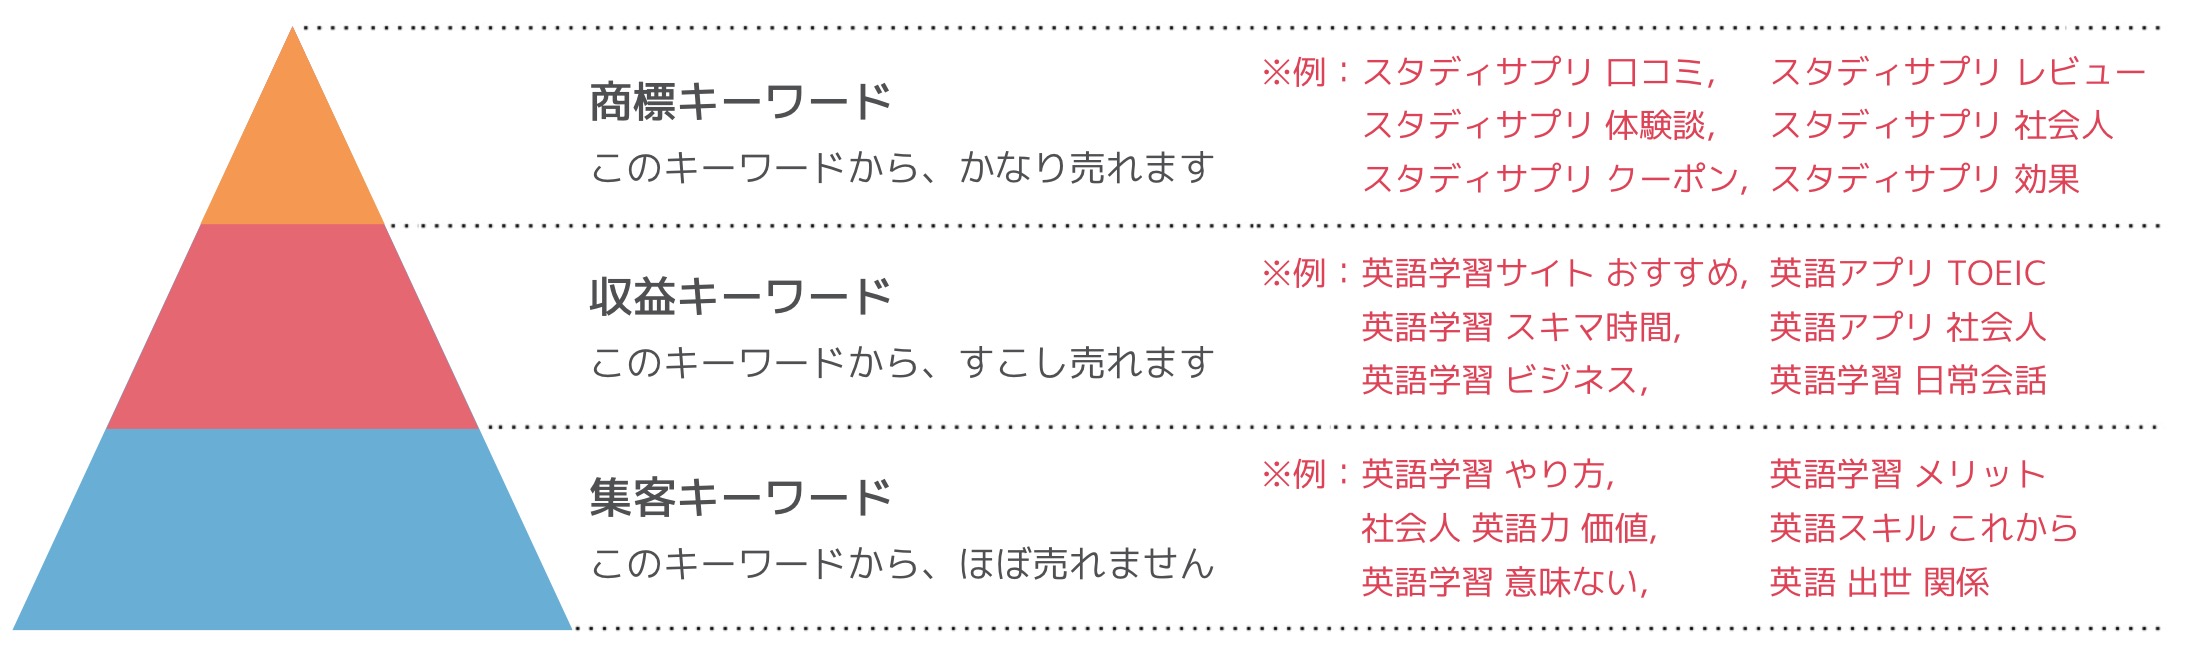 商標キーワード
このキーワードから、かなり売れます
※例：スタディサプリ 口コミ, スタディサプリ レビュー
スタディサプリ 体験談, スタディサプリ 社会人
スタディサプリ クーポン, スタディサプリ 効果
収益キーワード
このキーワードから、すこし売れます
※例：英語学習サイト おすすめ, 英語アプリ TOEIC
英語学習 スキマ時間, 英語アプリ 社会人
英語学習 ビジネス, 英語学習 日常会話
集客キーワード
このキーワードから、ほぼ売れません
※例：英語学習 やり方, 英語学習 メリット
社会人 英語力 価値, 英語スキル これから
英語学習 意味ない, 英語 出世 関係